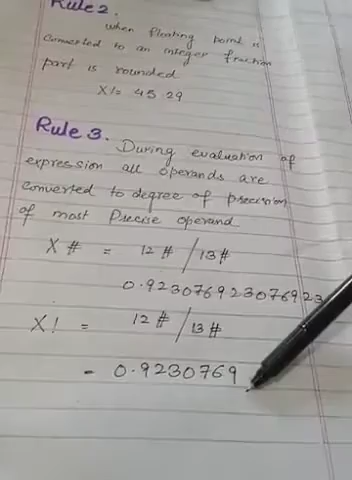 Rule 2.
When floating point is
Converted to an integer fraction
part is rounded
X!= 45.29
Rule 3.
During evaluation of
expression all operands are
Converted to degree of precision
of most Precise operand
X# = 12# / 13#
0.923076923076923
X! = 12# / 13#
= 0.9230769